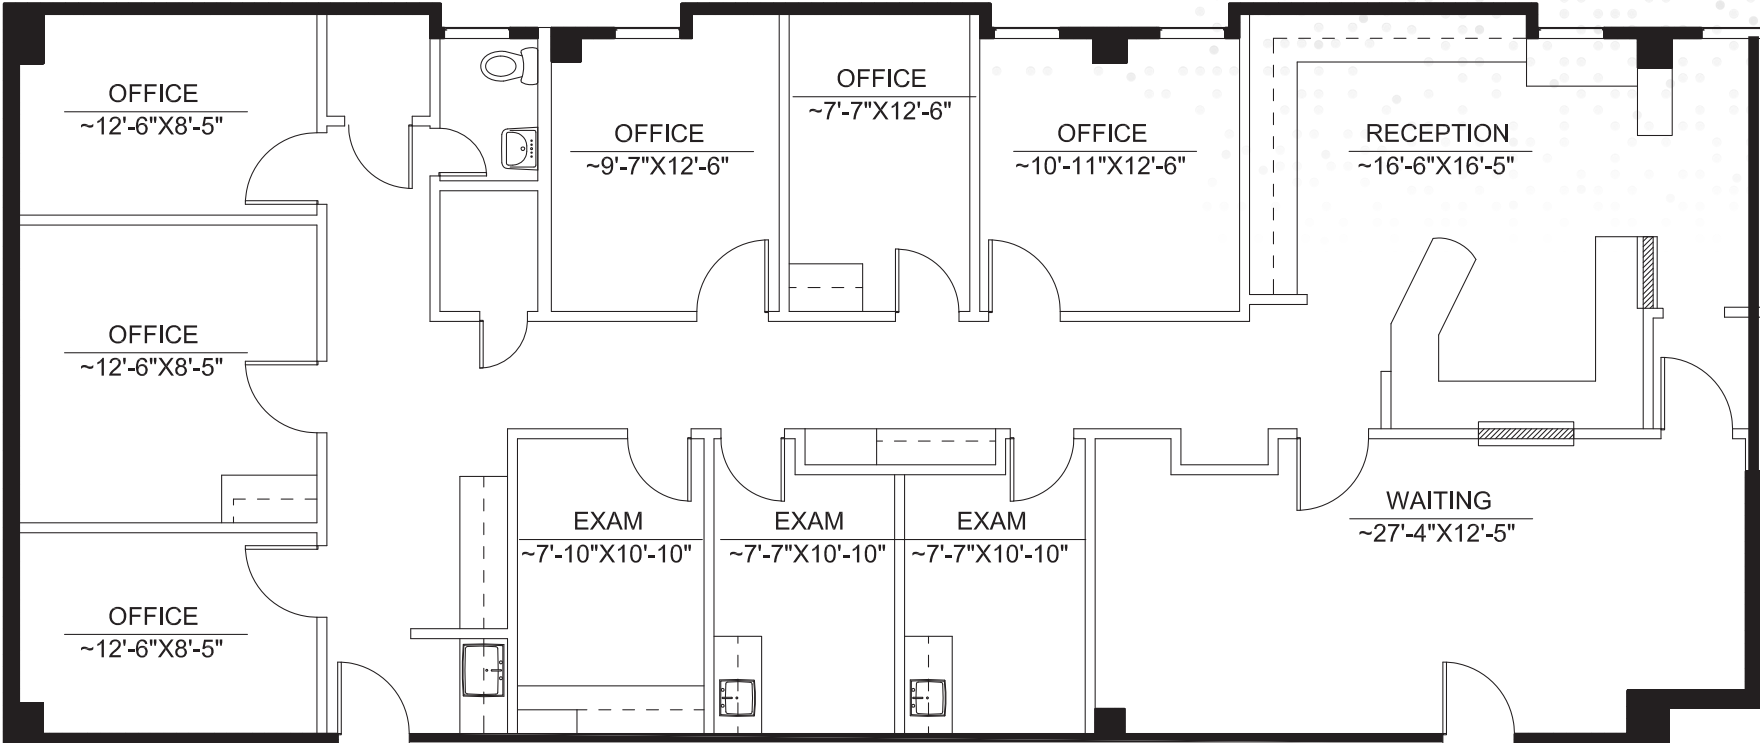 OFFICE
~12'-6"X8'-5"
OFFICE
~9'-7"X12'-6"
OFFICE
~7'-7"X12'-6"
OFFICE
~10'-11"X12'-6"
RECEPTION
~16'-6"X16'-5"
OFFICE
~12'-6"X8'-5"
OFFICE
~12'-6"X8'-5"
EXAM
~7'-10"X10'-10"
EXAM
~7'-7"X10'-10"
EXAM
~7'-7"X10'-10"
WAITING
~27'-4"X12'-5"